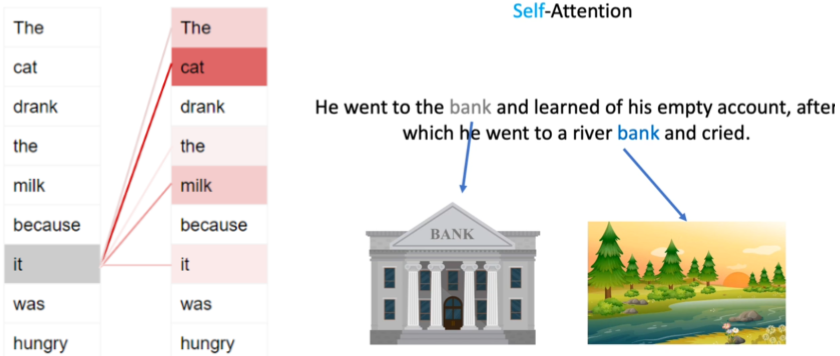 The
cat
drank
the
milk
because
it
was
hungry
The
cat
drank
the
milk
because
it
was
hungry
Self-Attention
He went to the bank and learned of his empty account, after
which he went to a river bank and cried.
BANK